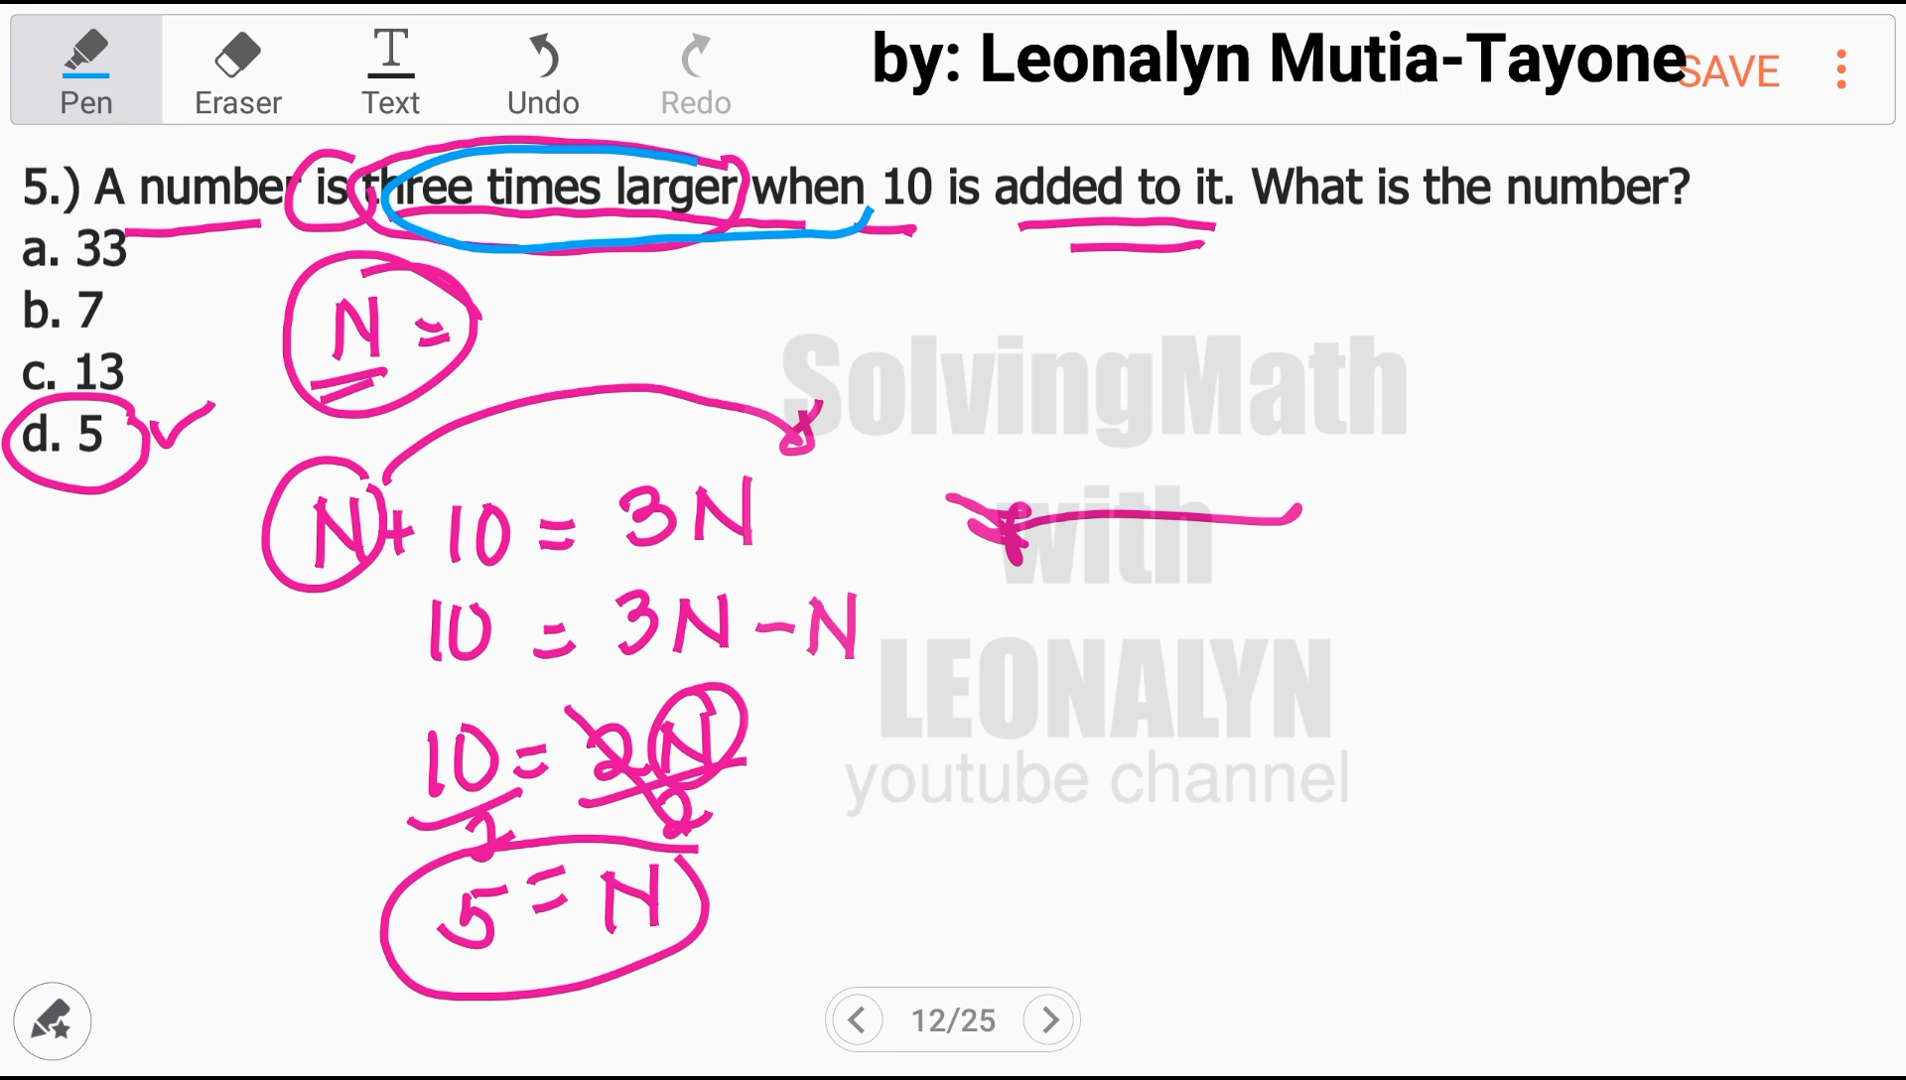 Pen Eraser Text Undo Redo by: Leonalyn Mutia-Tayone SAVE
5.) A number is three times larger when 10 is added to it. What is the number?
a. 33
b. 7
c. 13
d. 5
N =
N + 10 = 3N
10 = 3N - N
10 = 2N
2 2
5 = N
SolvingMath
with
LEONALYN
youtube channel
12/25